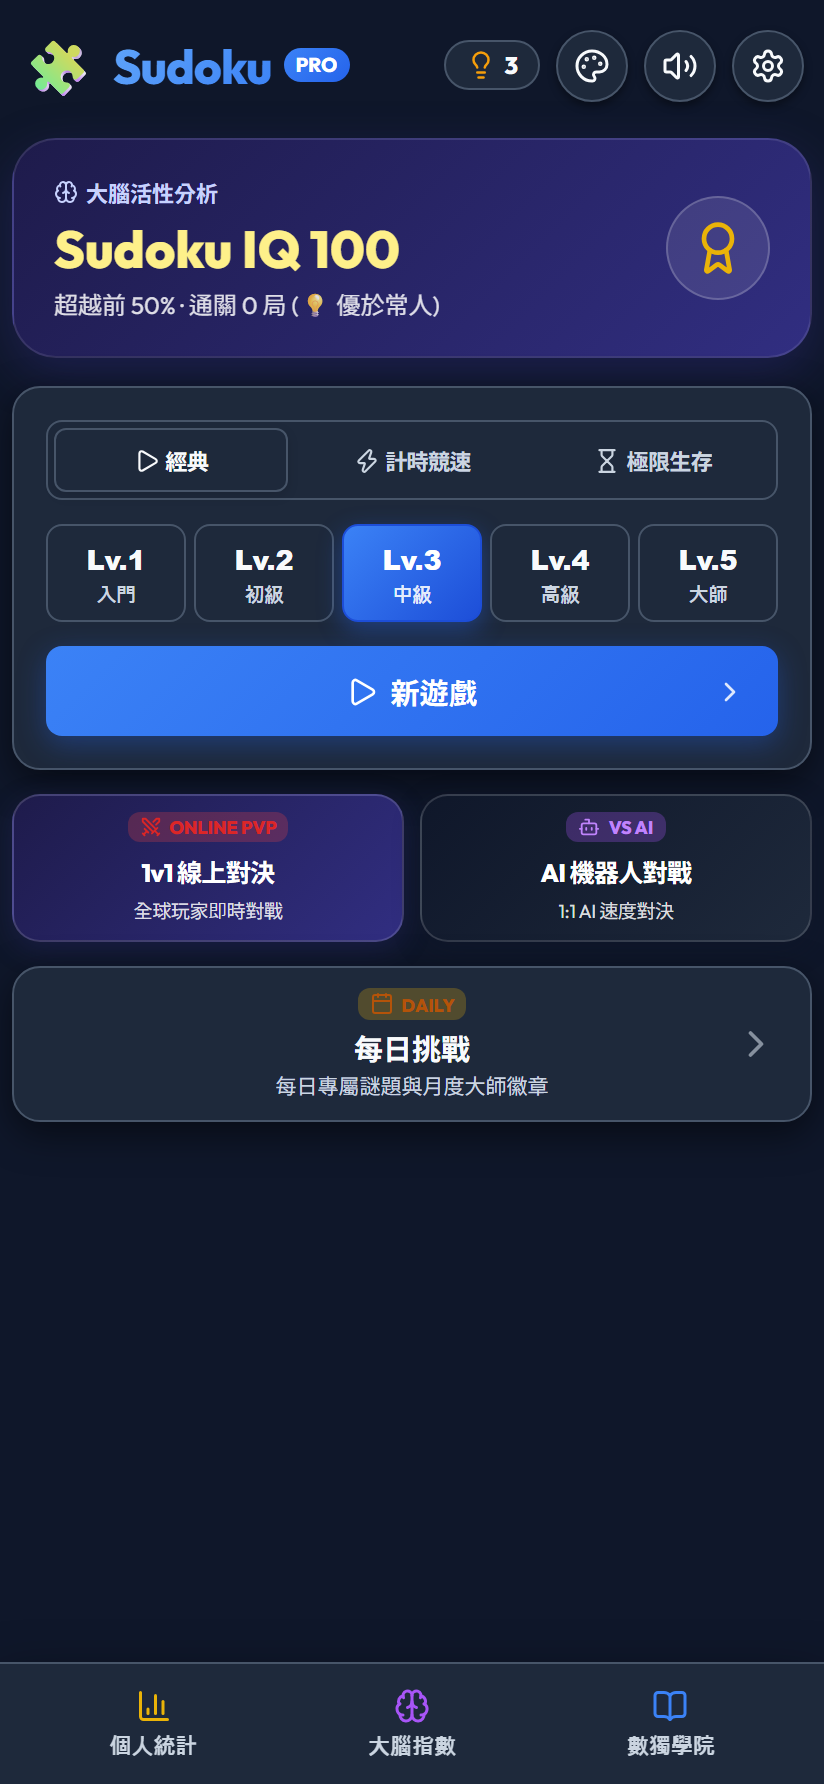 Sudoku PRO
3
大腦活性分析
Sudoku IQ 100
超越前 50% · 通關 0 局 (💡 優於常人)
經典
計時競速
極限生存
Lv.1
入門
Lv.2
初級
Lv.3
中級
Lv.4
高級
Lv.5
大師
新遊戲
ONLINE PVP
1v1 線上對決
全球玩家即時對戰
VS AI
AI 機器人對戰
1:1 AI 速度對決
DAILY
每日挑戰
每日專屬謎題與月度大師徽章
個人統計
大腦指數
數獨學院